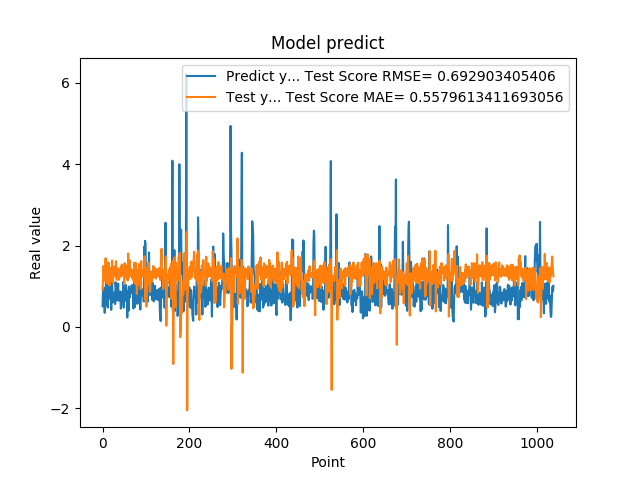 Model predict
Predict y... Test Score RMSE= 0.692903405406
Test y... Test Score MAE= 0.5579613411693056
Real value
6
4
2
0
−2
0 200 400 600 800 1000
Point